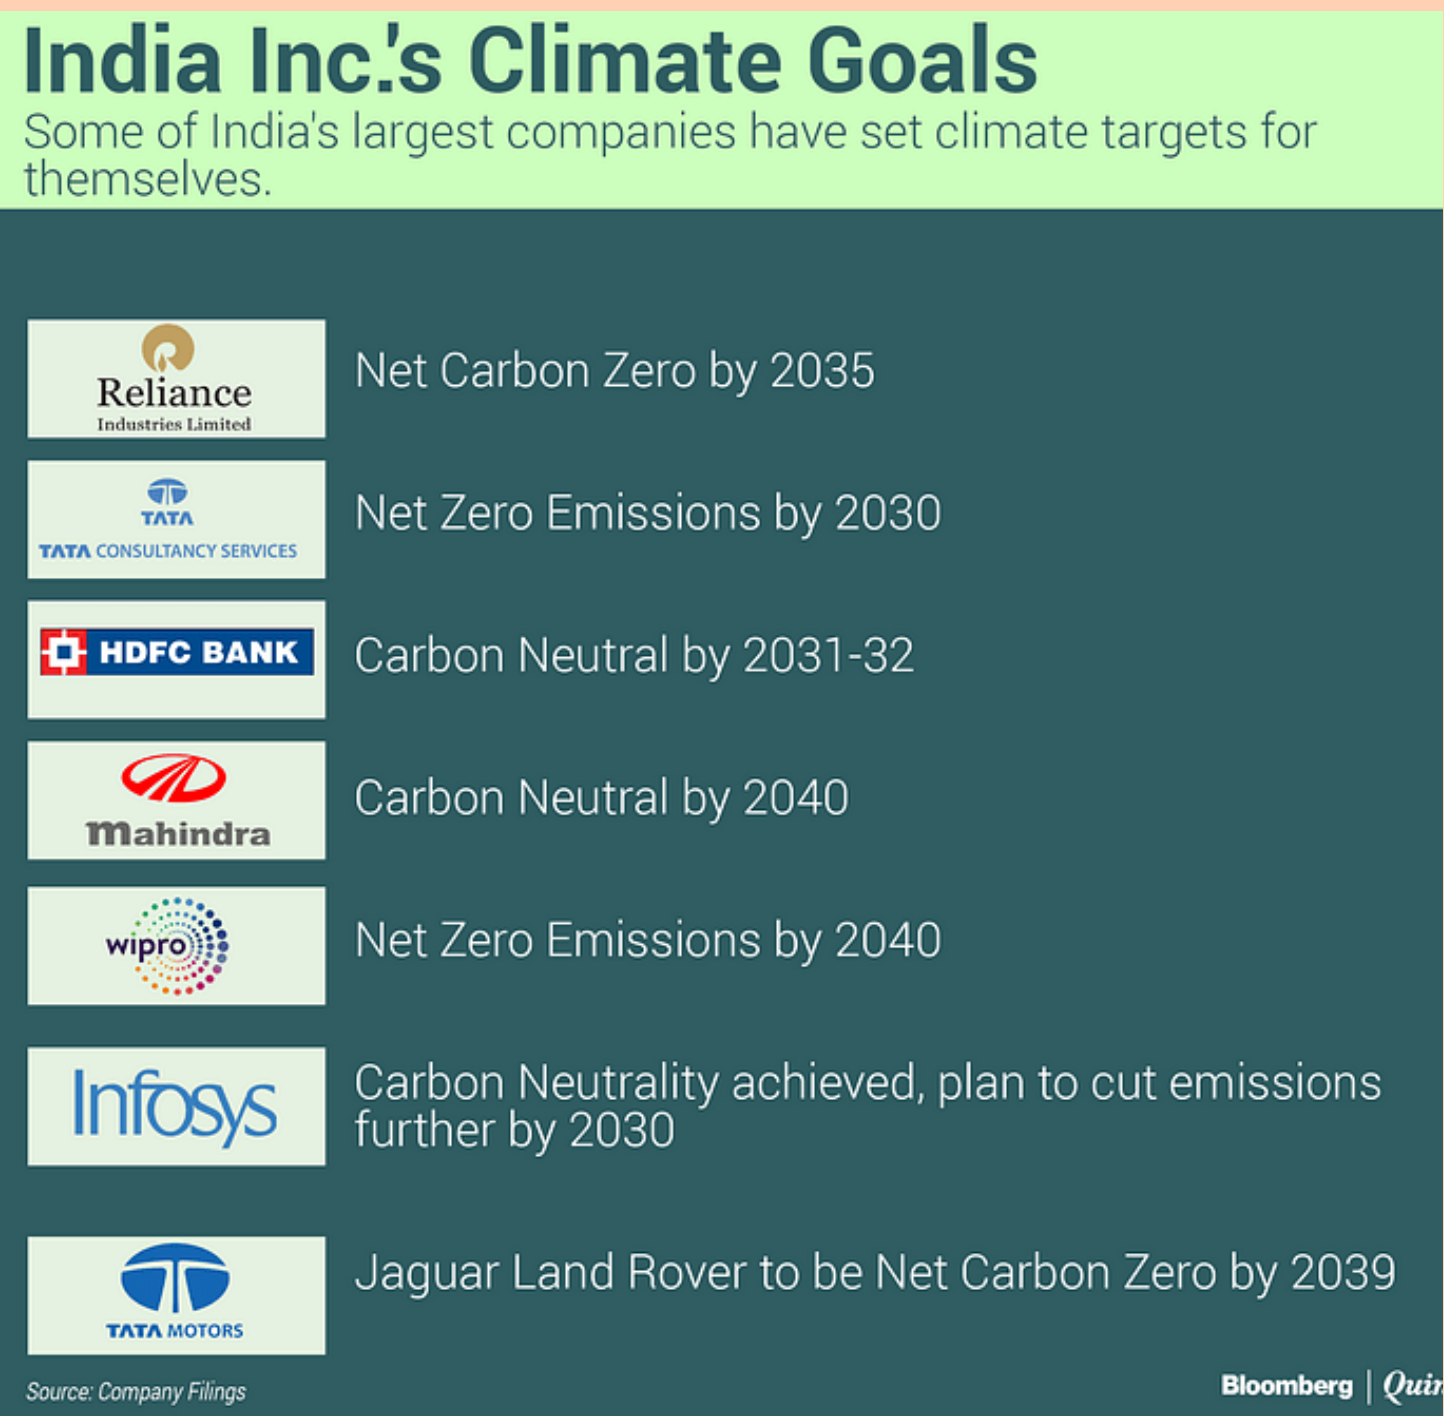 India Inc.'s Climate Goals
Some of India's largest companies have set climate targets for
themselves.
Reliance
Industries Limited
Net Carbon Zero by 2035
TATA
TATA CONSULTANCY SERVICES
Net Zero Emissions by 2030
HDFC BANK
Carbon Neutral by 2031-32
mahindra
Carbon Neutral by 2040
wipro
Net Zero Emissions by 2040
Infosys
Carbon Neutrality achieved, plan to cut emissions
further by 2030
TATA MOTORS
Jaguar Land Rover to be Net Carbon Zero by 2039
Source: Company Filings
Bloomberg |